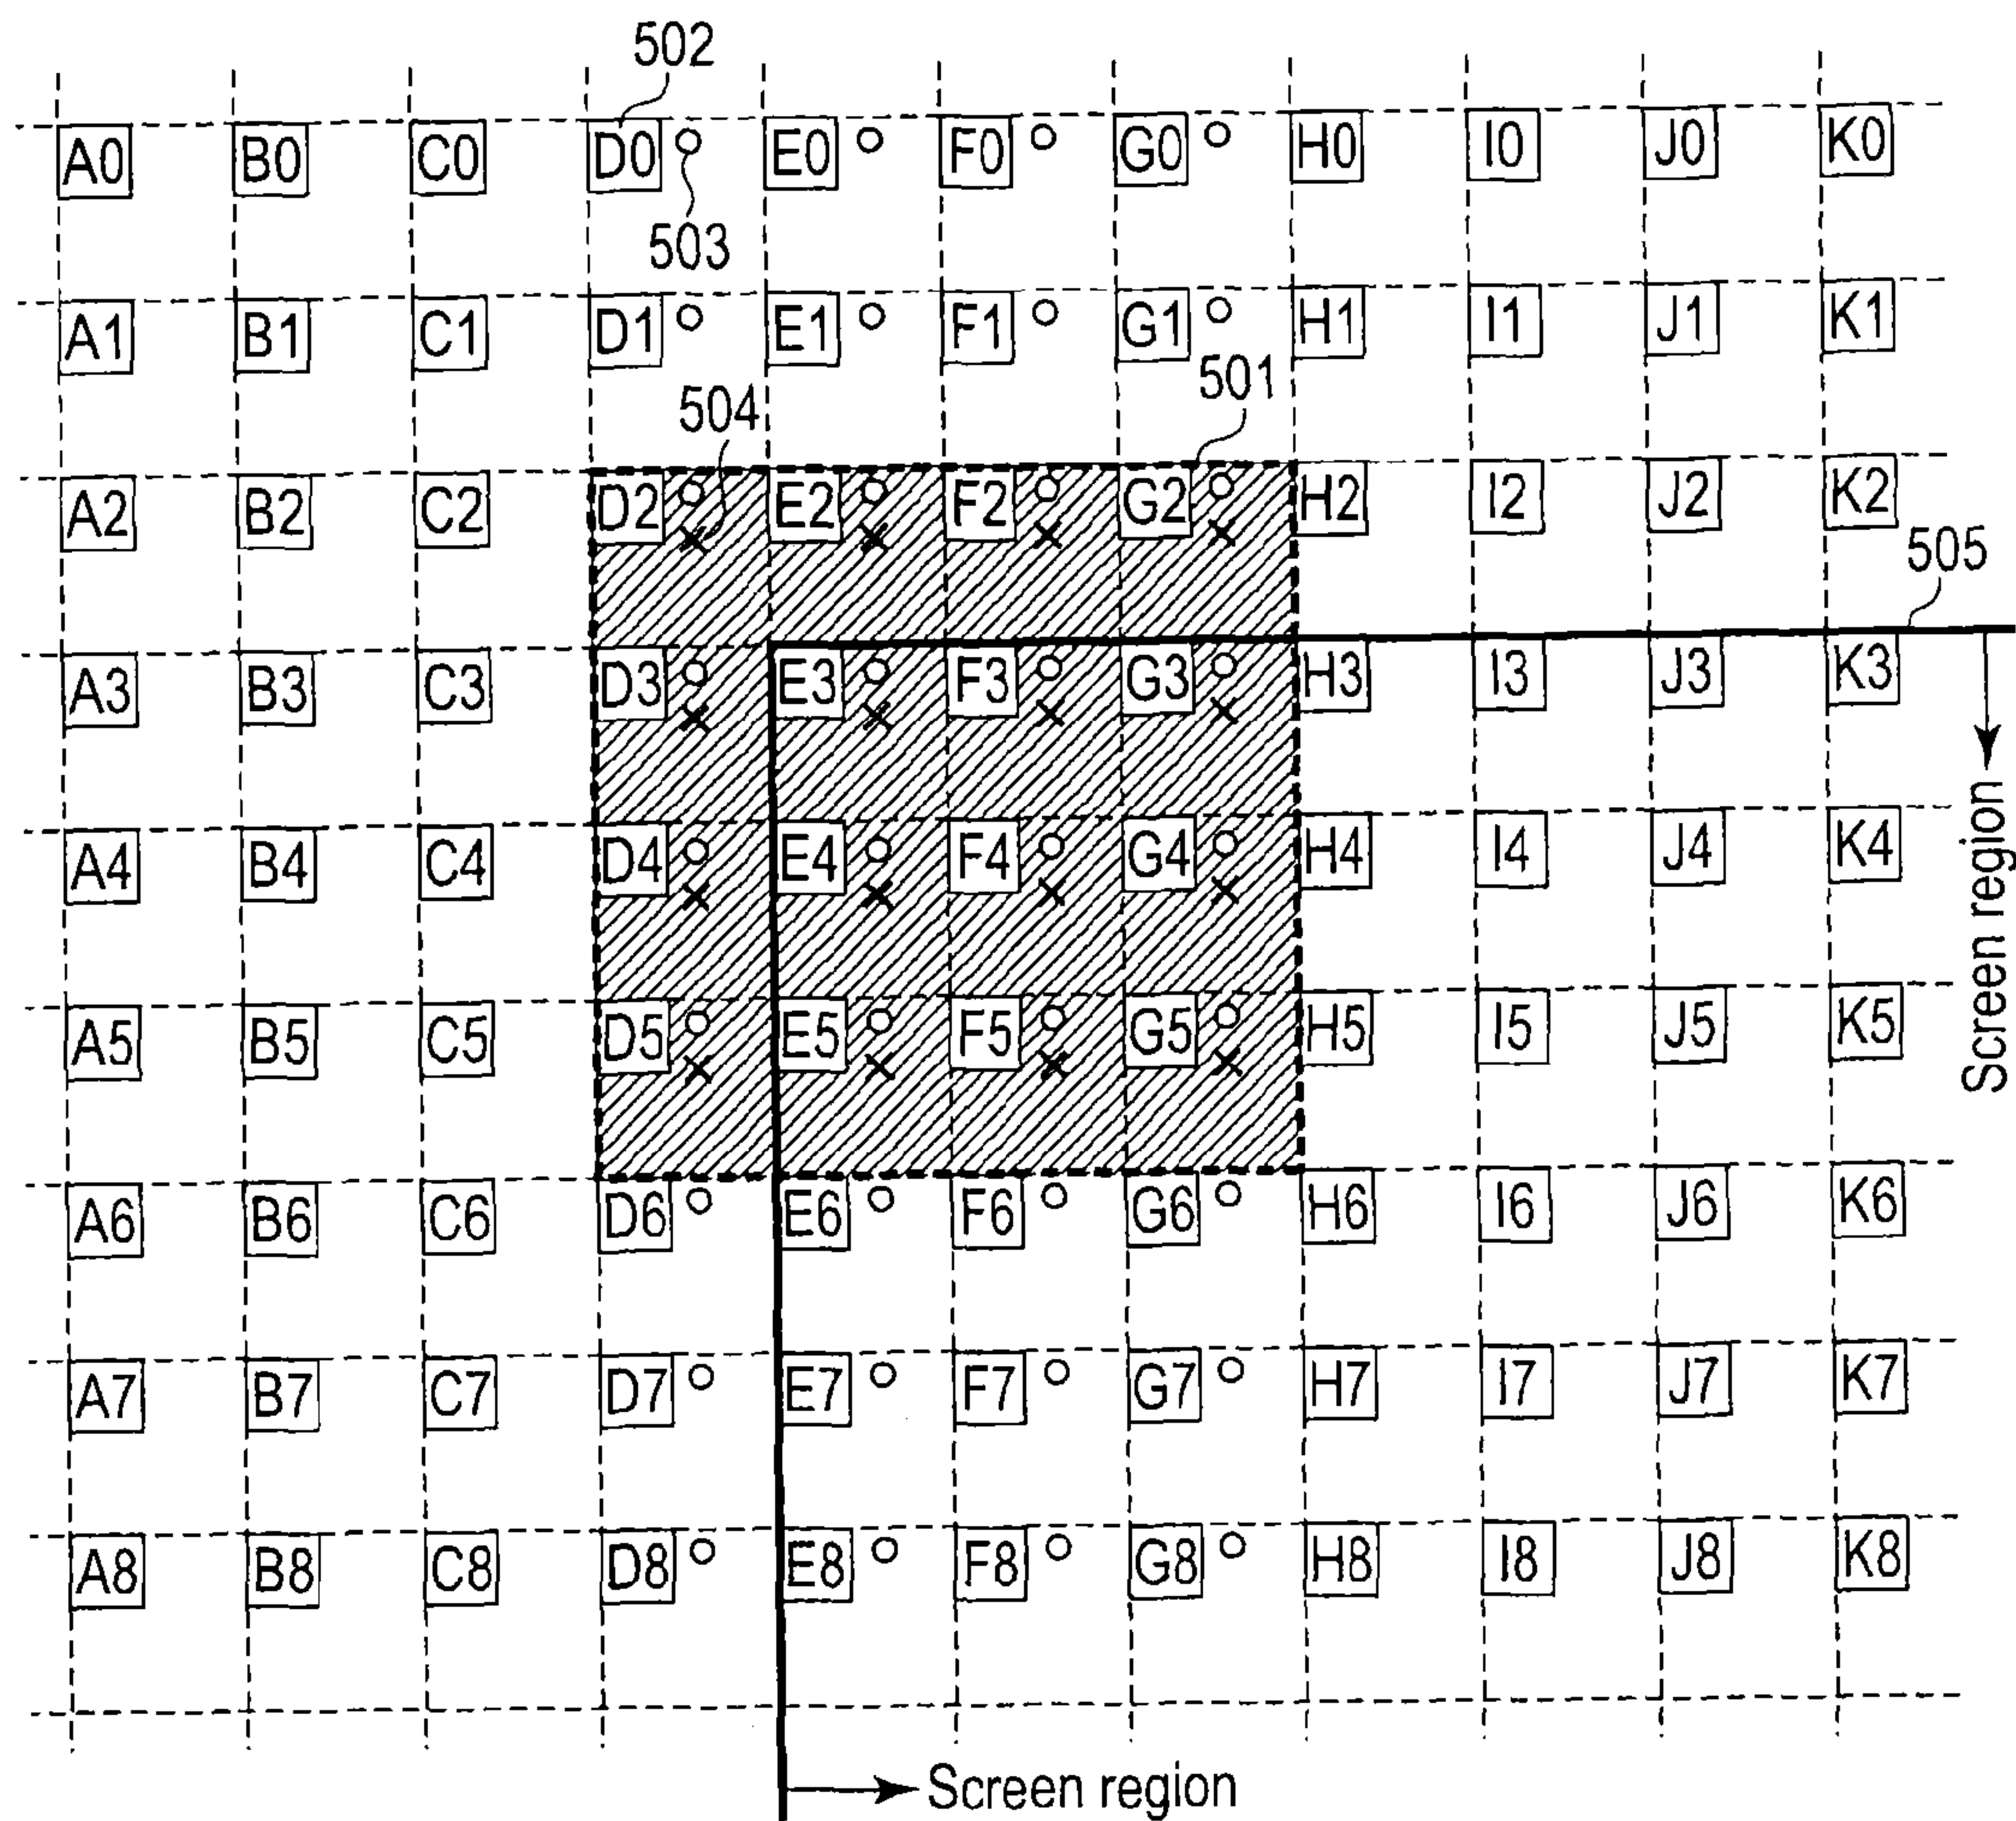 502
A0 B0 C0 D0 E0 F0 G0 H0 I0 J0 K0
503
A1 B1 C1 D1 E1 F1 G1 H1 I1 J1 K1
501
504
A2 B2 C2 D2 E2 F2 G2 H2 I2 J2 K2
505
A3 B3 C3 D3 E3 F3 G3 H3 I3 J3 K3
Screen region
A4 B4 C4 D4 E4 F4 G4 H4 I4 J4 K4
A5 B5 C5 D5 E5 F5 G5 H5 I5 J5 K5
A6 B6 C6 D6 E6 F6 G6 H6 I6 J6 K6
A7 B7 C7 D7 E7 F7 G7 H7 I7 J7 K7
A8 B8 C8 D8 E8 F8 G8 H8 I8 J8 K8
Screen region